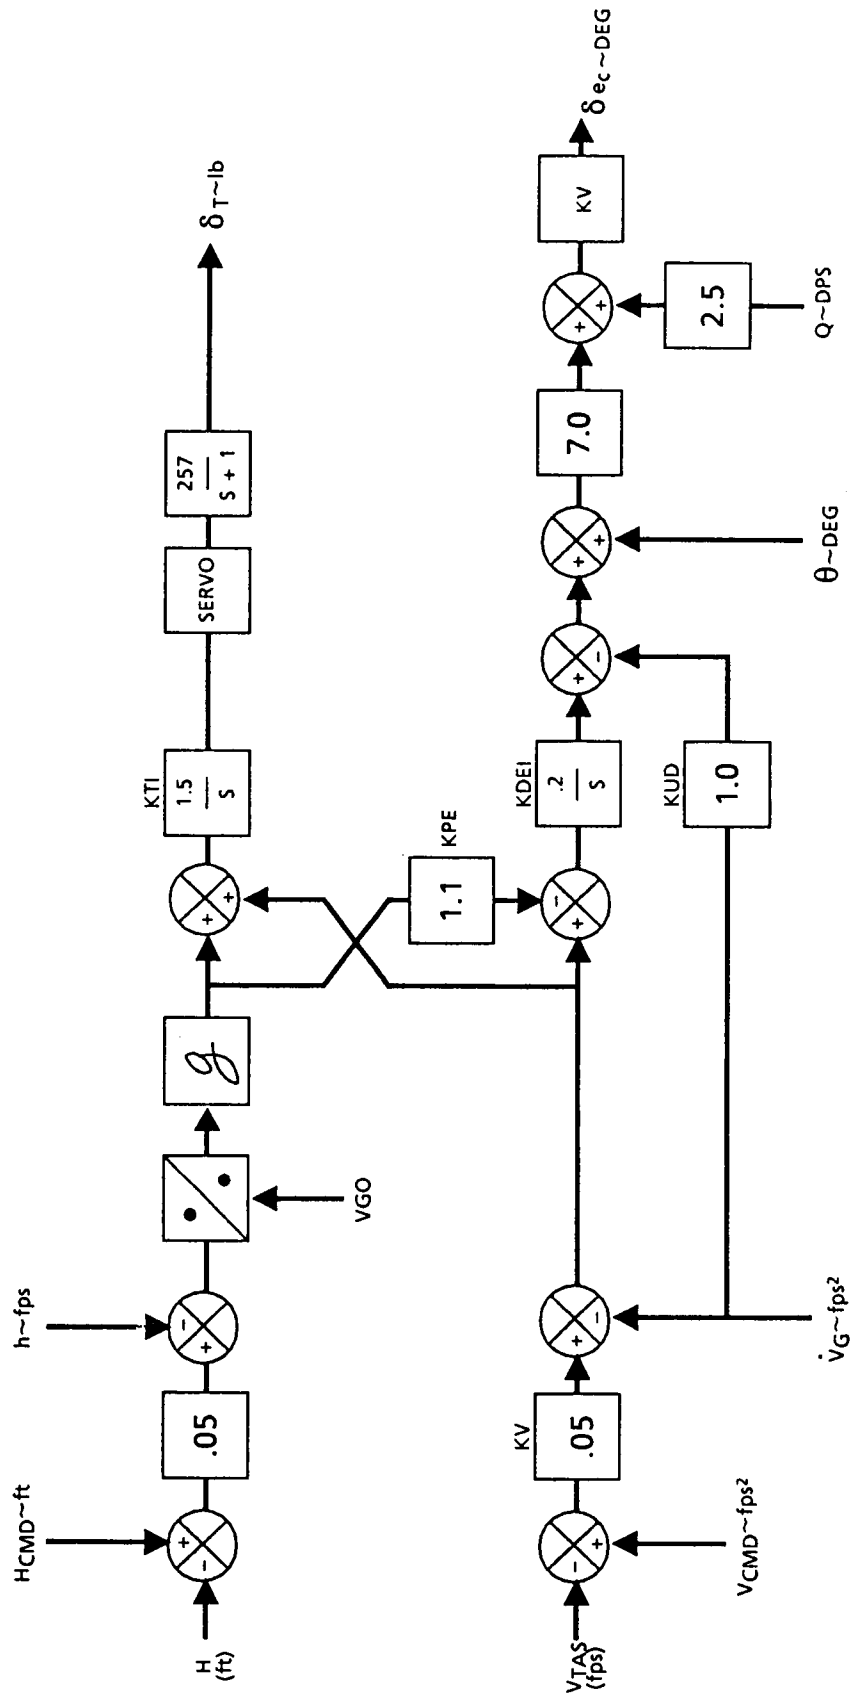 HCMD~ft
h~fps
H
(ft)
+
−
.05
−
+
VGO
g
+
+
KTI
1.5
S
SERVO
257
S + 1
δT~lb
KPE
1.1
VTAS
(fps)
−
+
VCMD~fps²
KV
.05
+
−
V̇G~fps²
−
+
KDEI
.2
S
KUD
1.0
+
−
+
+
θ~DEG
7.0
+
+
2.5
Q~DPS
KV
δec~DEG